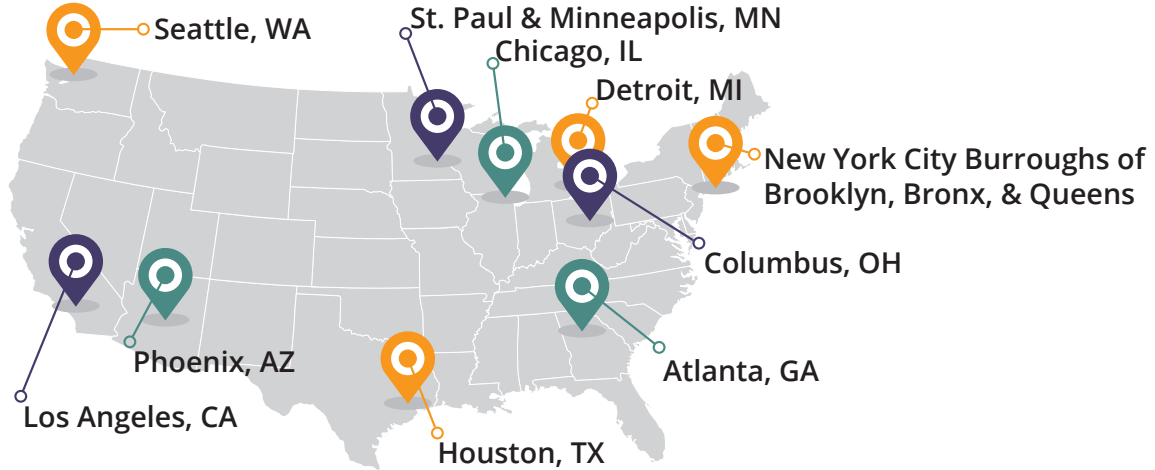 St. Paul & Minneapolis, MN
Seattle, WA
Chicago, IL
Detroit, MI
New York City Burroughs of
Brooklyn, Bronx, & Queens
Columbus, OH
Phoenix, AZ
Atlanta, GA
Los Angeles, CA
Houston, TX